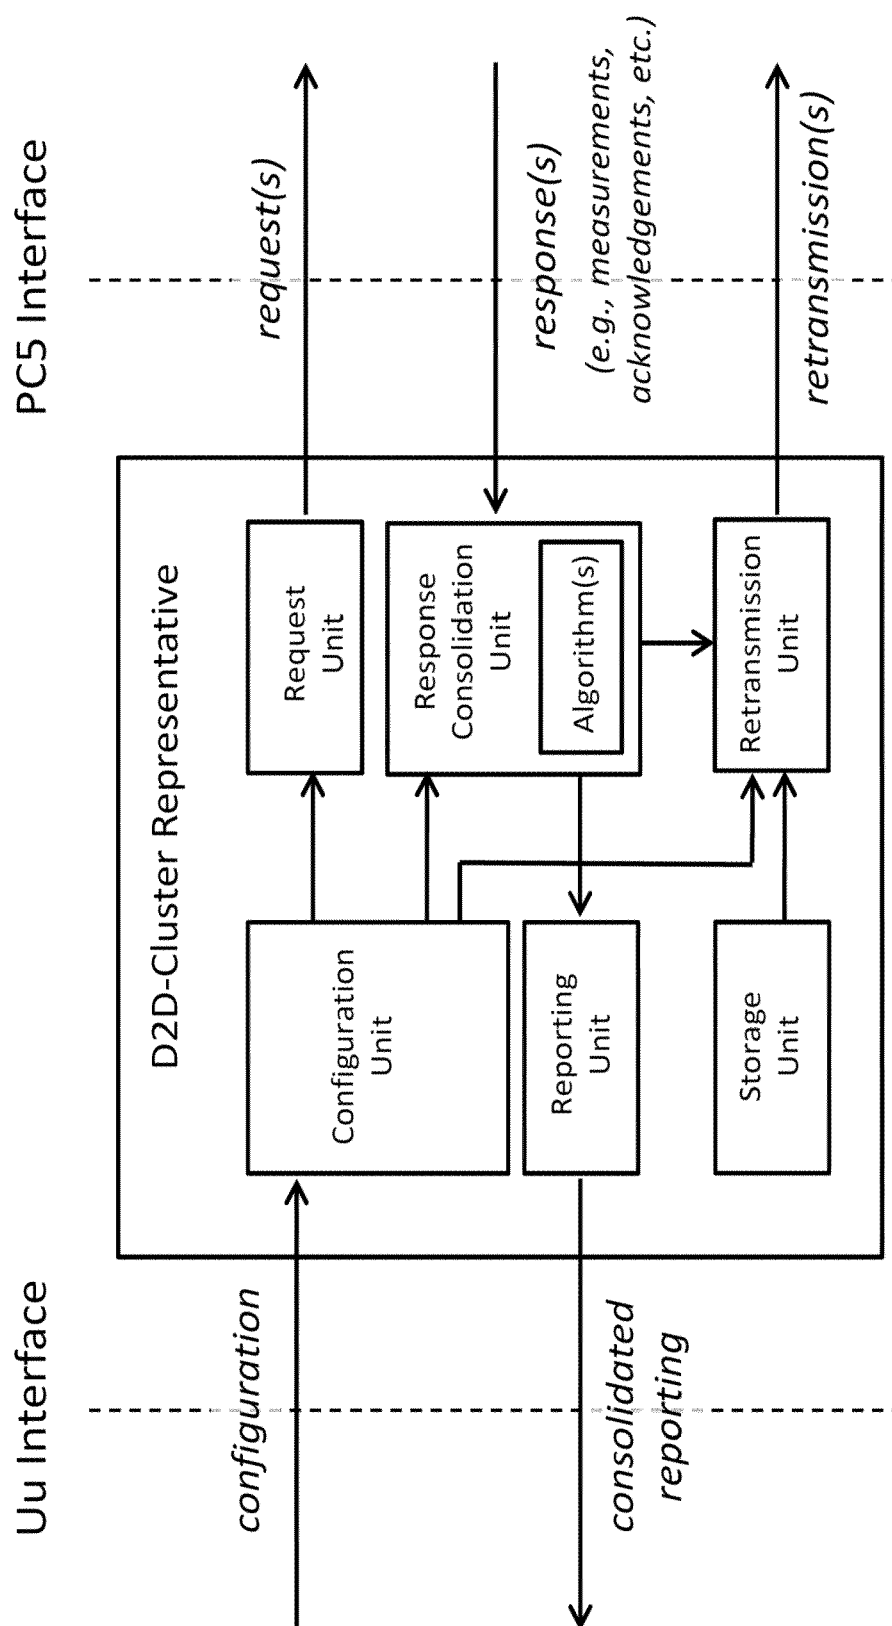 Uu Interface
PC5 Interface
D2D-Cluster Representative
configuration
Configuration
Unit
Request
Unit
request(s)
Response
Consolidation
Unit
Algorithm(s)
response(s)
(e.g., measurements,
acknowledgements, etc.)
consolidated
reporting
Reporting
Unit
Storage
Unit
Retransmission
Unit
retransmission(s)